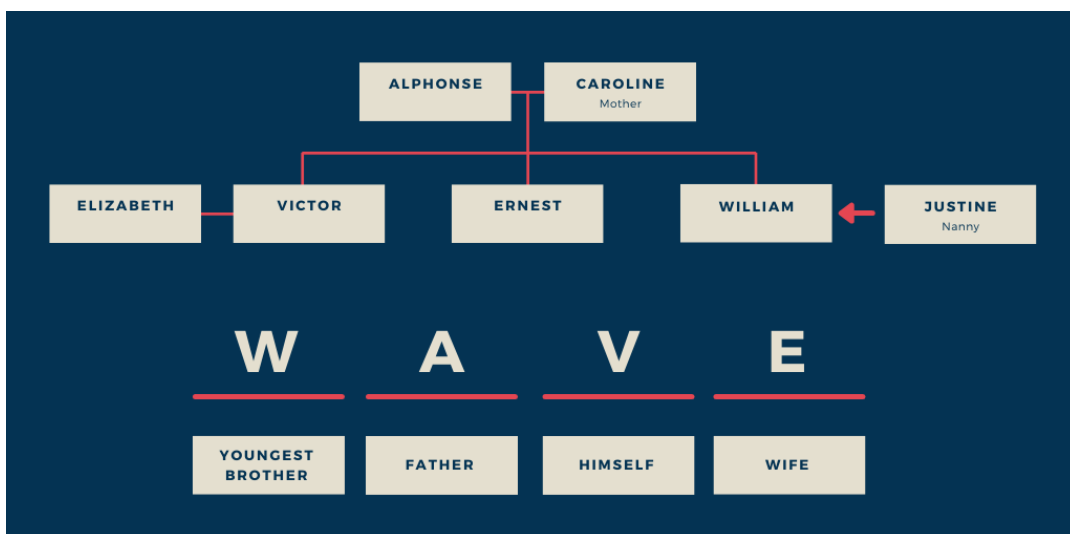 ALPHONSE
CAROLINE
Mother
ELIZABETH
VICTOR
ERNEST
WILLIAM
JUSTINE
Nanny
W A V E
YOUNGEST
BROTHER
FATHER
HIMSELF
WIFE